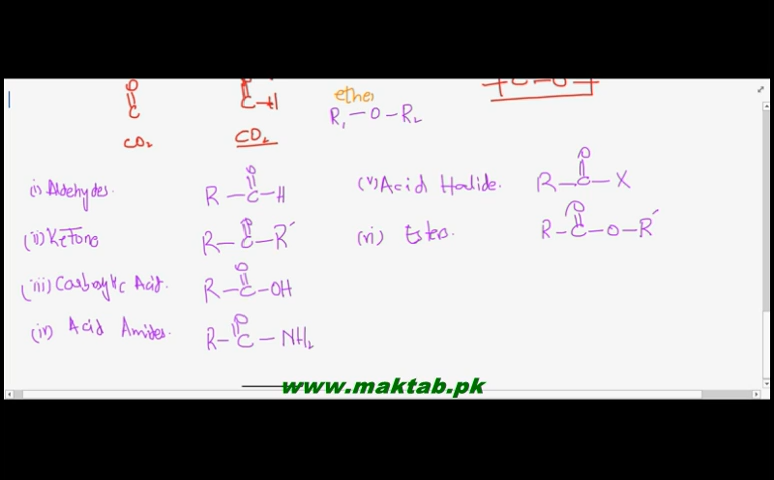 O
C
CO₂
C-H
CO₂
ether
R₁-O-R₂
C-O
(i) Aldehydes. R-C-H
O
(ii) Ketone R-C-R´
O
(iii) Carboxylic Acid. R-C-OH
O
(iv) Acid Amides. R-C-NH₂
O
(v) Acid Halide. R-C-X
O
(vi) Ester. R-C-O-R´
O
www.maktab.pk